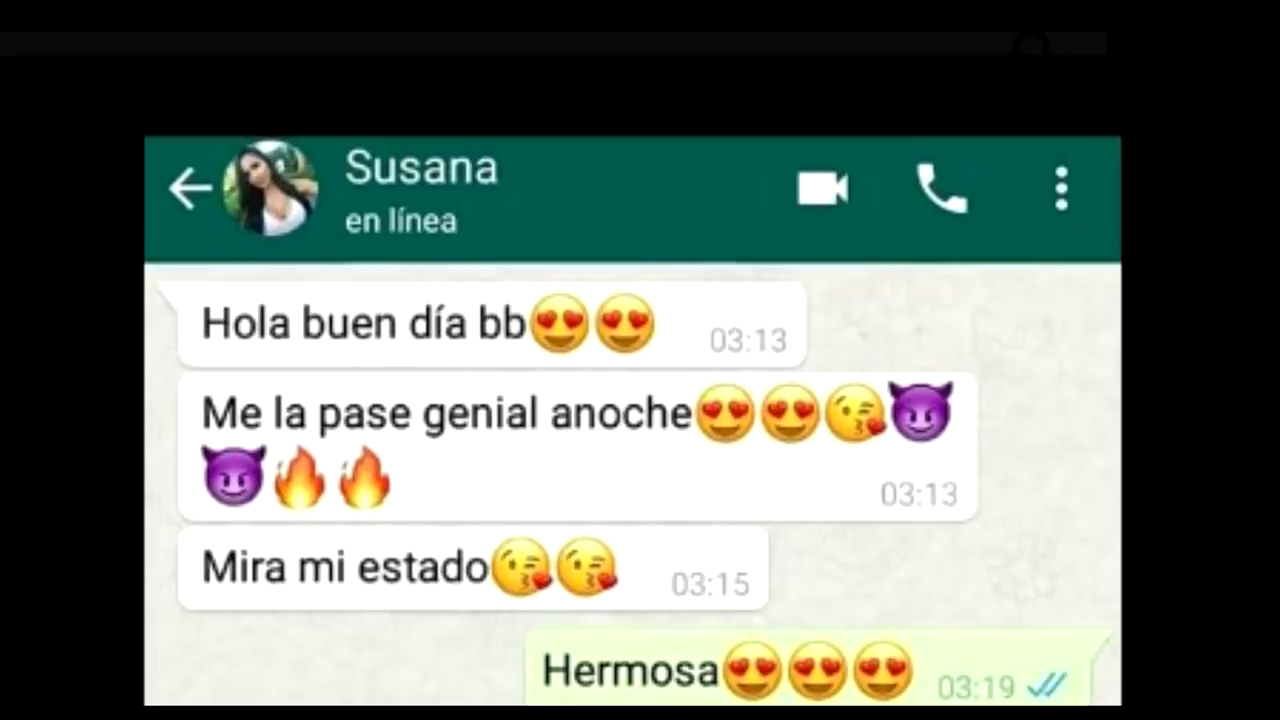 Susana
en línea
Hola buen día bb😍😍 03:13
Me la pase genial anoche😍😍😘😈
😈🔥🔥 03:13
Mira mi estado😘😘 03:15
Hermosa😍😍😍 03:19